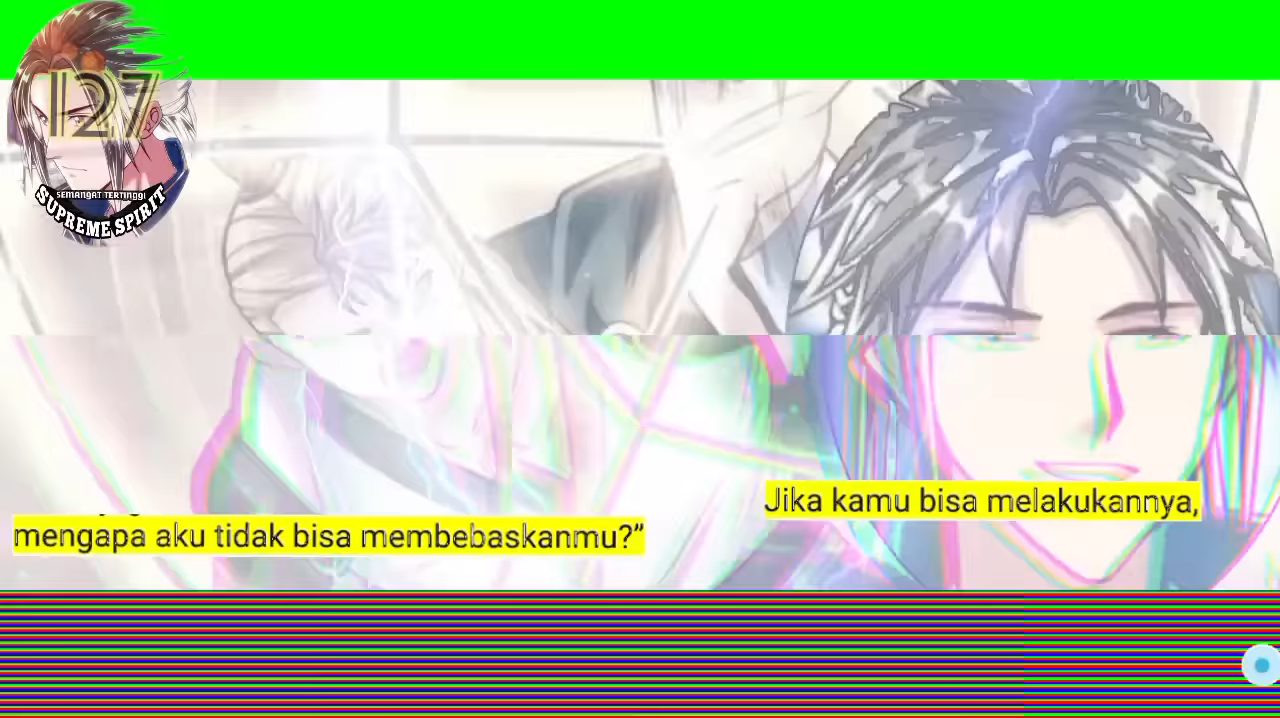 127
SEMANGAT TERTINGGI
SUPREME SPIRIT
Jika kamu bisa melakukannya,
mengapa aku tidak bisa membebaskanmu?”